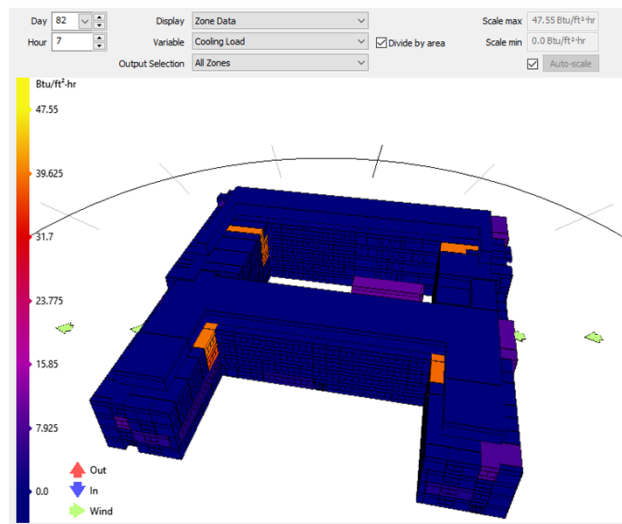 Day 82 Display Zone Data Scale max 47.55 Btu/ft²·hr
Hour 7 Variable Cooling Load Divide by area Scale min 0.0 Btu/ft²·hr
Output Selection All Zones Auto-scale
Btu/ft²·hr
47.55
39.625
31.7
23.775
15.85
7.925
0.0
Out
In
Wind